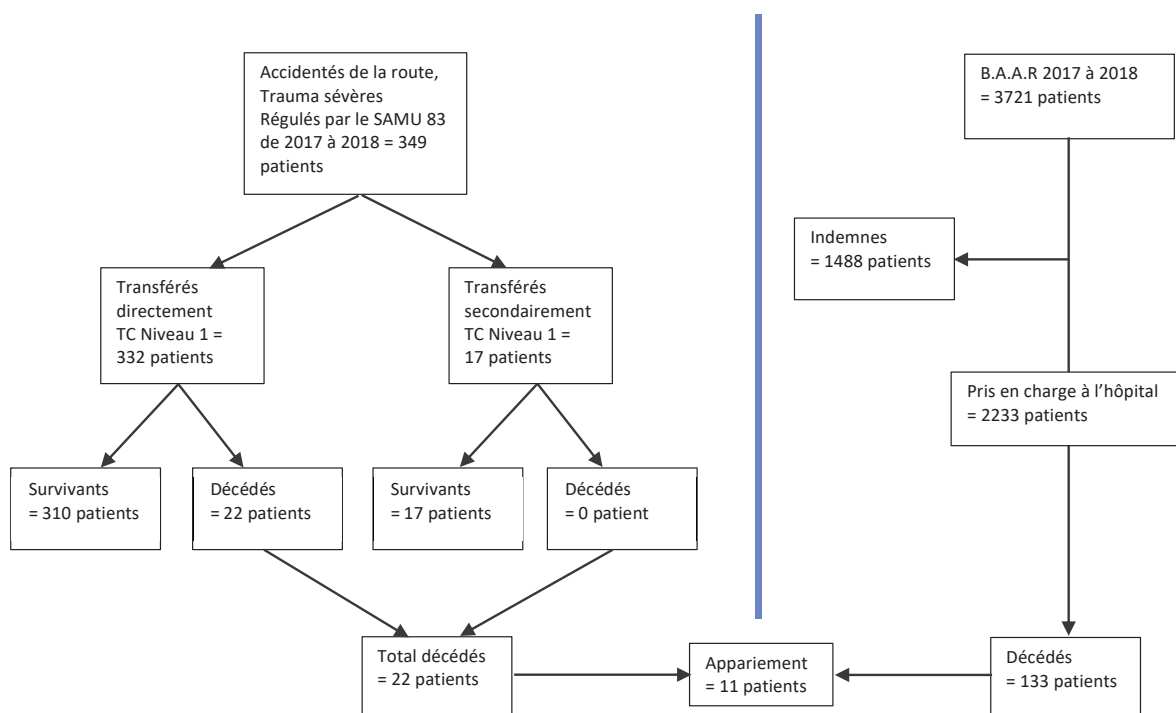 Accidentés de la route,
Trauma sévères
Régulés par le SAMU 83
de 2017 à 2018 = 349
patients
B.A.A.R 2017 à 2018
= 3721 patients
Indemnes
= 1488 patients
Transférés
directement
TC Niveau 1 =
332 patients
Transférés
secondairement
TC Niveau 1 =
17 patients
Pris en charge à l’hôpital
= 2233 patients
Survivants
= 310 patients
Décédés
= 22 patients
Survivants
= 17 patients
Décédés
= 0 patient
Total décédés
= 22 patients
Appariement
= 11 patients
Décédés
= 133 patients